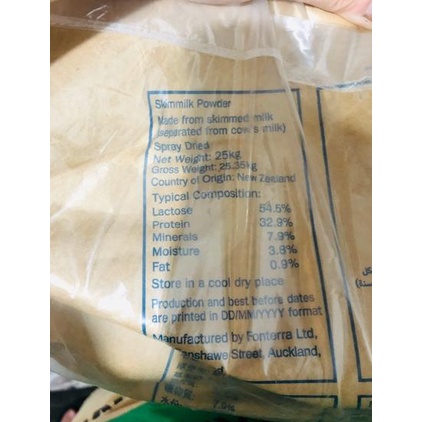 Skimmilk Powder
Made from skimmed milk
(separated from cow's milk)
Spray Dried
Net Weight: 25kg
Gross Weight: 25.35kg
Country of Origin: New Zealand
Typical Composition:
Lactose 54.5%
Protein 32.9%
Minerals 7.9%
Moisture 3.8%
Fat 0.9%
Store in a cool dry place
Production and best before dates
are printed in DD/MM/YYYY format
Manufactured by Fonterra Ltd,
Street, Auckland,
7.9%